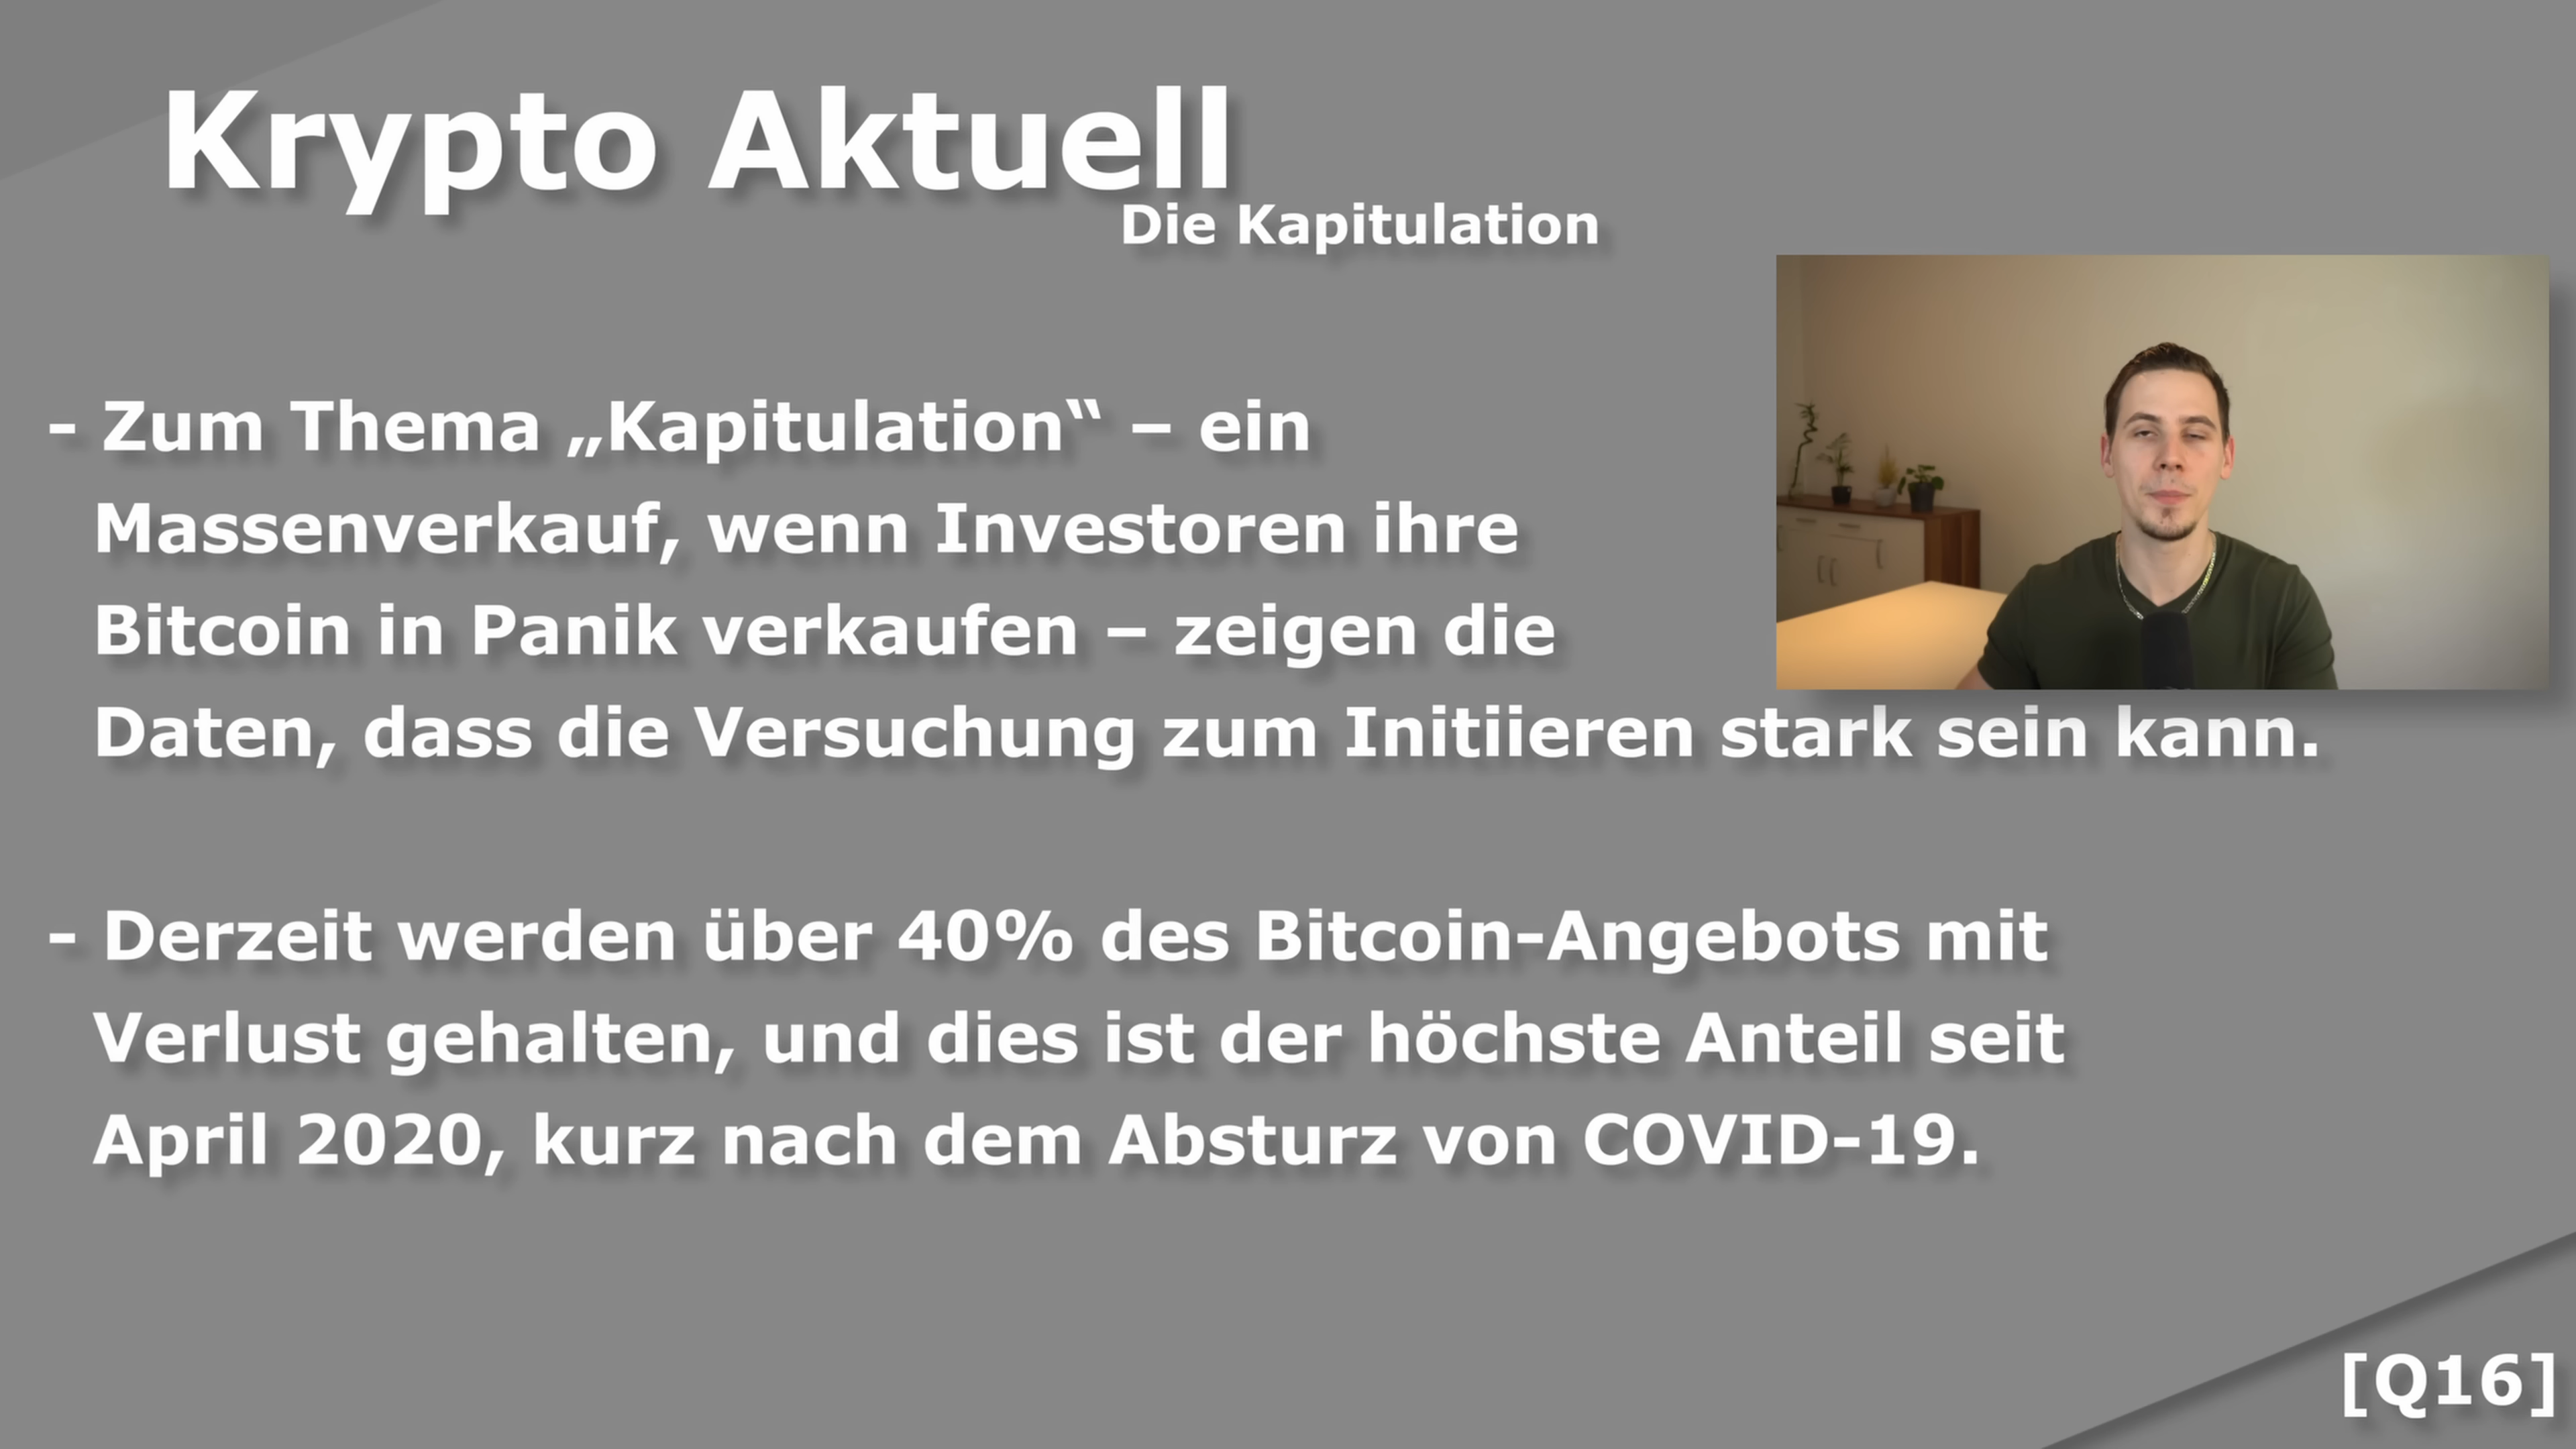 Krypto Aktuell
Die Kapitulation
- Zum Thema „Kapitulation“ – ein
Massenverkauf, wenn Investoren ihre
Bitcoin in Panik verkaufen – zeigen die
Daten, dass die Versuchung zum Initiieren stark sein kann.
- Derzeit werden über 40% des Bitcoin-Angebots mit
Verlust gehalten, und dies ist der höchste Anteil seit
April 2020, kurz nach dem Absturz von COVID-19.
[Q16]